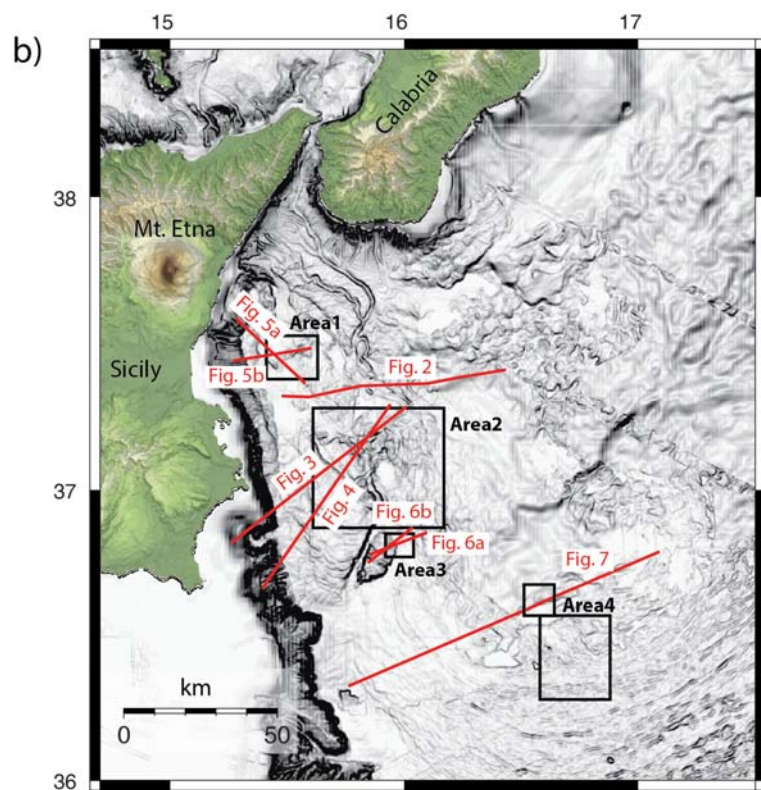 b)
15 16 17
38
37
36
Calabria
Mt. Etna
Sicily
Fig. 5a
Area1
Fig. 5b
Fig. 2
Area2
Fig. 3
Fig. 4
Fig. 6b
Fig. 6a
Area3
Fig. 7
Area4
km
0 50